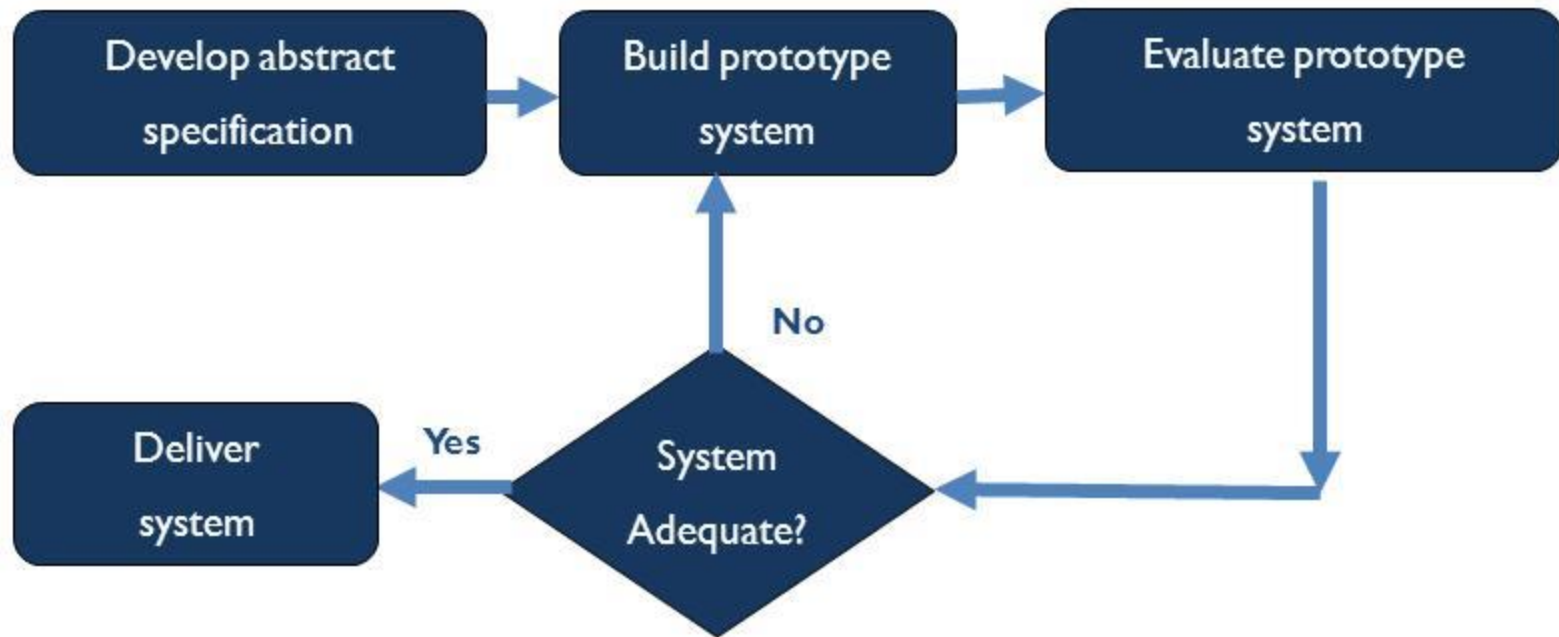 Develop abstract
specification
Build prototype
system
Evaluate prototype
system
No
Yes
System
Adequate?
Deliver
system